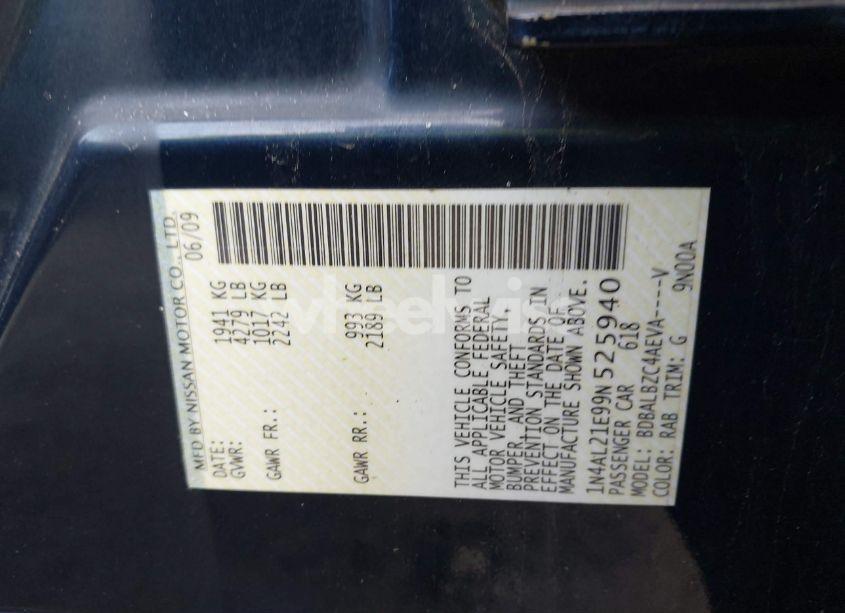 MFD BY NISSAN MOTOR CO., LTD.
DATE: 06/09
GVWR: 1941 KG
4279 LB
GAWR FR.: 1017 KG
2242 LB
GAWR RR.: 993 KG
2189 LB
THIS VEHICLE CONFORMS TO
ALL APPLICABLE FEDERAL
MOTOR VEHICLE SAFETY,
BUMPER, AND THEFT
PREVENTION STANDARDS IN
EFFECT ON THE DATE OF
MANUFACTURE SHOWN ABOVE.
1N4AL21E99N525940
PASSENGER CAR 618
MODEL: BDBALBZC4AEVA----V
COLOR: RAB TRIM: G 9N00A